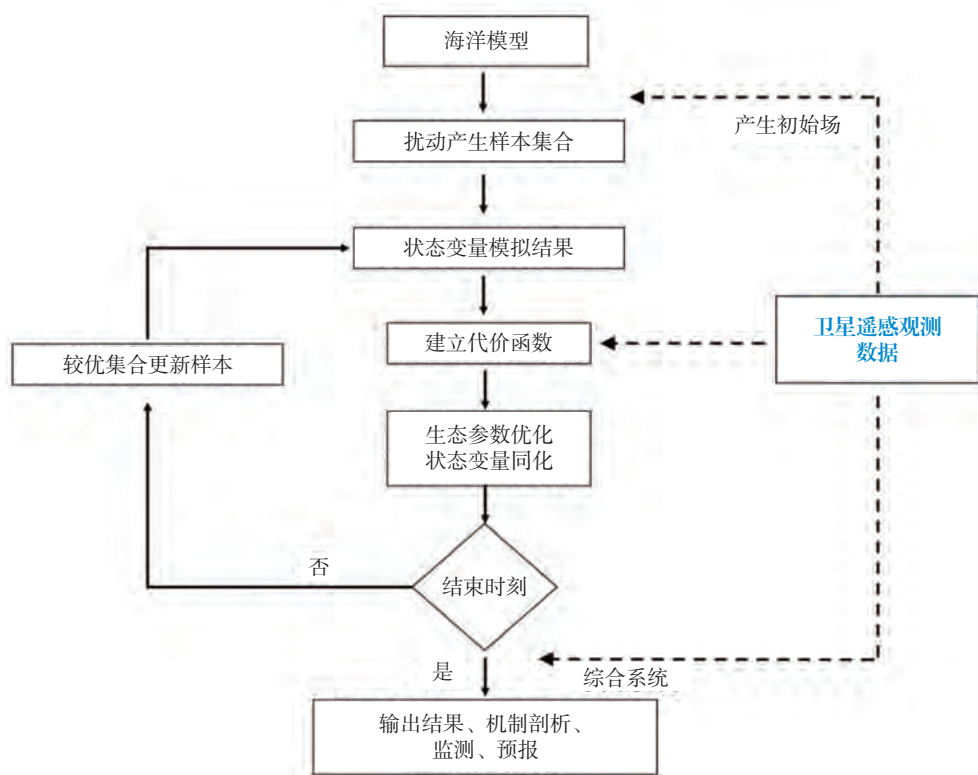 海洋模型
产生初始场
扰动产生样本集合
状态变量模拟结果
卫星遥感观测
数据
建立代价函数
较优集合更新样本
生态参数优化
状态变量同化
结束时刻
否
是
综合系统
输出结果、机制剖析、
监测、预报